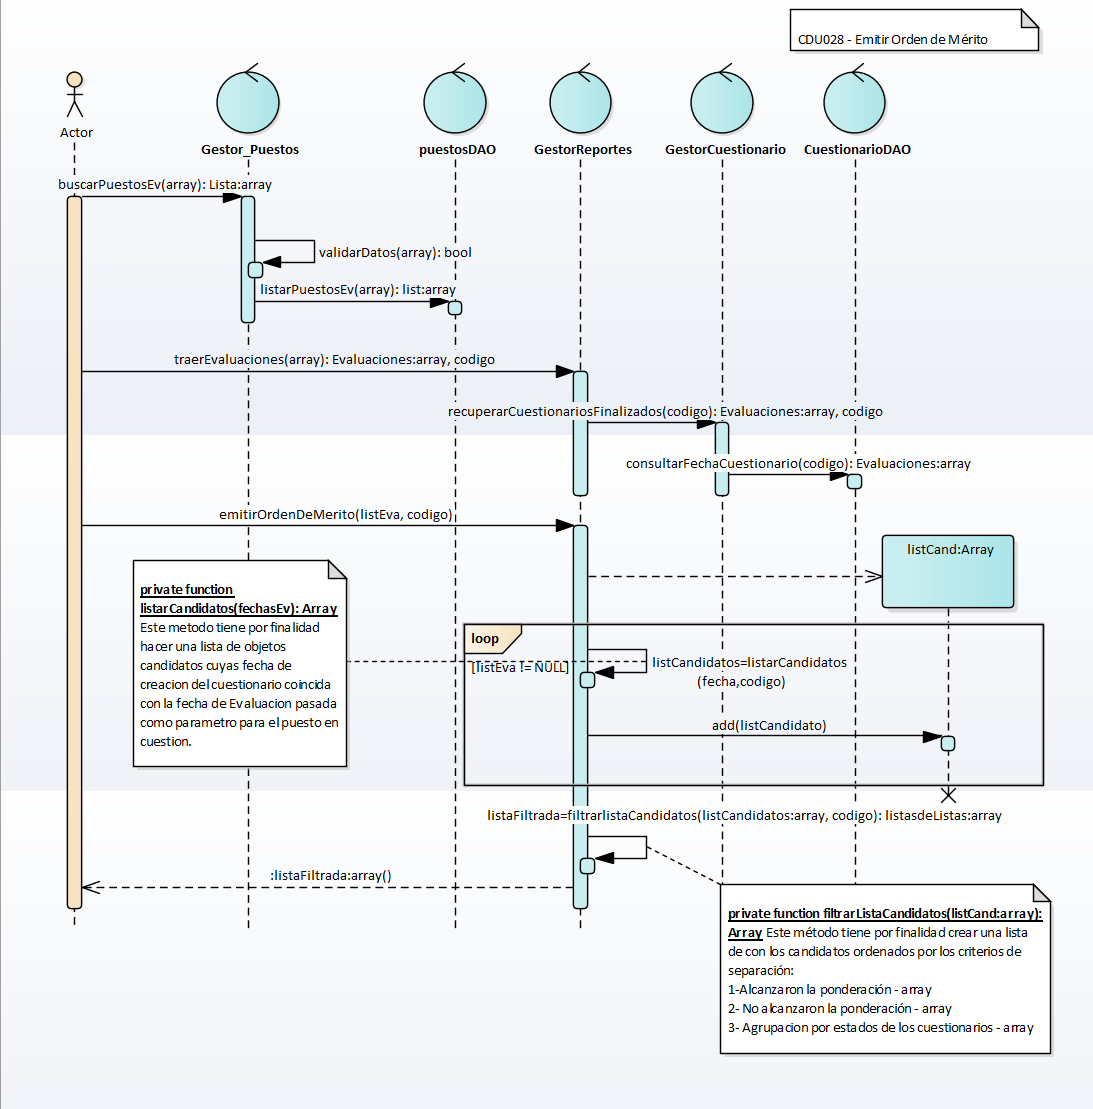 CDU028 - Emitir Orden de Mérito
Actor
Gestor_Puestos
puestosDAO
GestorReportes
GestorCuestionario
CuestionarioDAO
buscarPuestosEv(array): Lista:array
validarDatos(array): bool
listarPuestosEv(array): list:array
traerEvaluaciones(array): Evaluaciones:array, codigo
recuperarCuestionariosFinalizados(codigo): Evaluaciones:array, codigo
consultarFechaCuestionario(codigo): Evaluaciones:array
emitirOrdenDeMerito(listEva, codigo)
listCand:Array
private function
listarCandidatos(fechasEv): Array
Este metodo tiene por finalidad
hacer una lista de objetos
candidatos cuyas fecha de
creacion del cuestionario coincida
con la fecha de Evaluacion pasada
como parametro para el puesto en
cuestion.
loop
[listEva != NULL]
listCandidatos=listarCandidatos
(fecha,codigo)
add(listCandidato)
listaFiltrada=filtrarlistaCandidatos(listCandidatos:array, codigo): listasdeListas:array
:listaFiltrada:array()
private function filtrarListaCandidatos(listCand:array):
Array Este método tiene por finalidad crear una lista
de con los candidatos ordenados por los criterios de
separación:
1-Alcanzaron la ponderación - array
2- No alcanzaron la ponderación - array
3- Agrupacion por estados de los cuestionarios - array